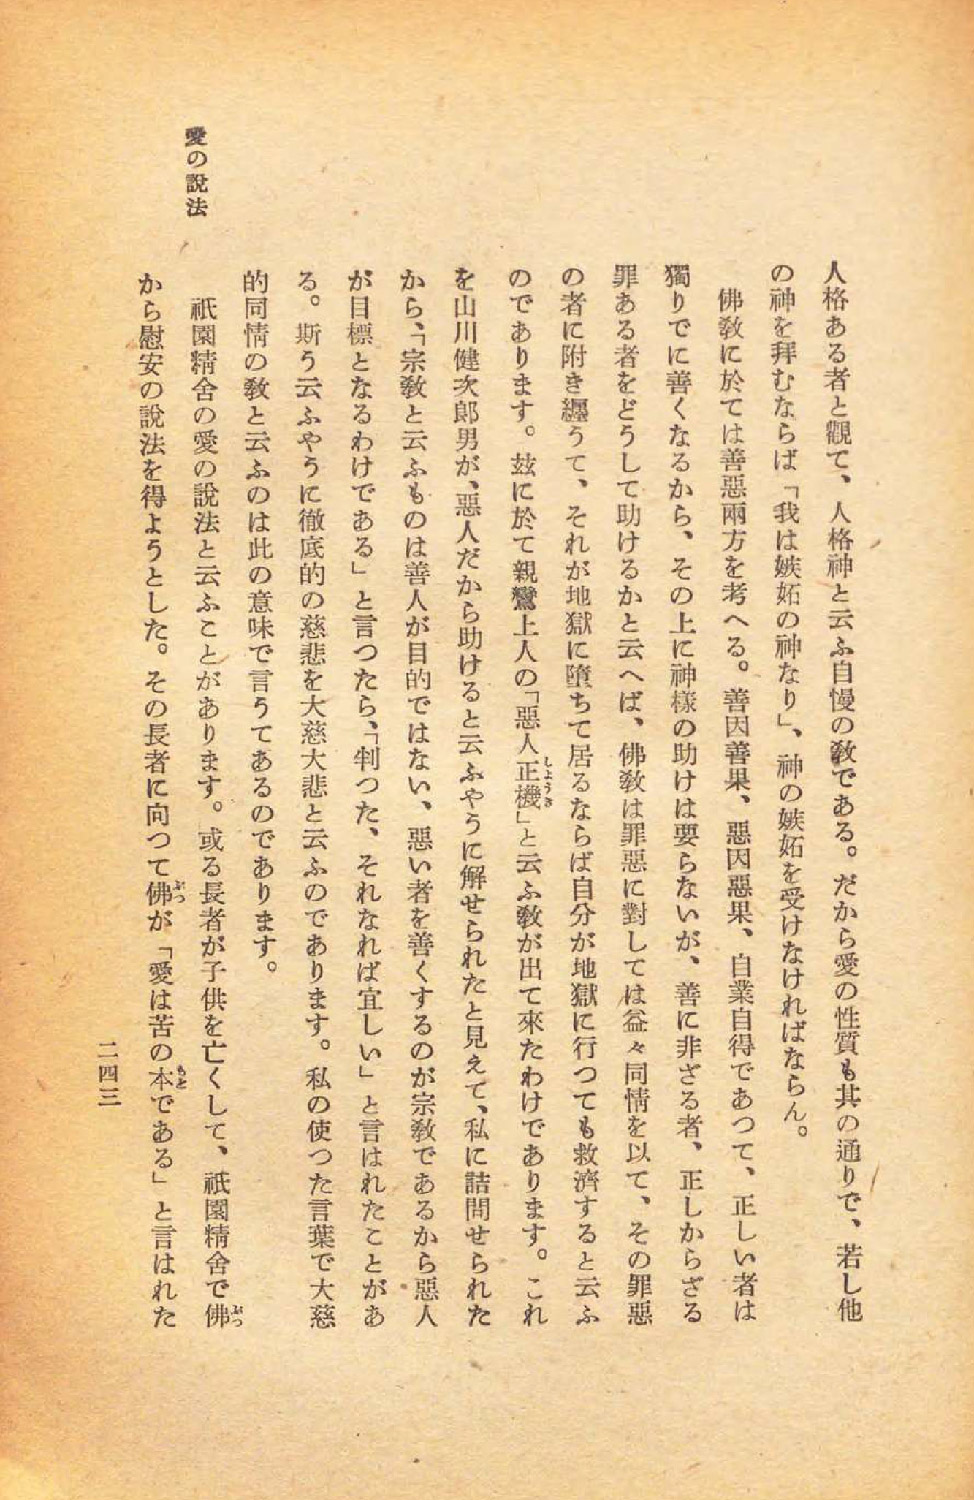 人格ある者と觀て、人格神と云ふ自慢の敎である。だから愛の性質も其の通りで、若し他
の神を拜むならば「我は嫉妬の神なり」、神の嫉妬を受けなければならん。
佛敎に於ては善惡兩方を考へる。善因善果、惡因惡果、自業自得であつて、正しい者は
獨りでに善くなるから、その上に神樣の助けは要らないが、善に非ざる者、正しからざる
罪ある者をどうして助けるかと云へば、佛敎は罪惡に對しては益々同情を以て、その罪惡
の者に附き纒うて、それが地獄に墮ちて居るならば自分が地獄に行つても救濟すると云ふ
のであります。玆に於て親鸞上人の「惡人正機しようき」と云ふ敎が出て來たわけであります。これ
を山川健次郞男が、惡人だから助けると云ふやうに解せられたと見えて、私に詰問せられた
から、「宗敎と云ふものは善人が目的ではない、惡い者を善くするのが宗敎であるから惡人
が目標となるわけである」と言つたら、「判つた、それなれば宜しい」と言はれたことがあ
る。斯う云ふやうに徹底的の慈悲を大慈大悲と云ふのであります。私の使つた言葉で大慈
的同情の敎と云ふのは此の意味で言うてあるのであります。
祇園精舍の愛の說法と云ふことがあります。或る長者が子供を亡くして、祇園精舍で佛ぶつ
から慰安の說法を得ようとした。その長者に向つて佛ぶつが「愛は苦の本もとである」と言はれた
愛の說法
二四三